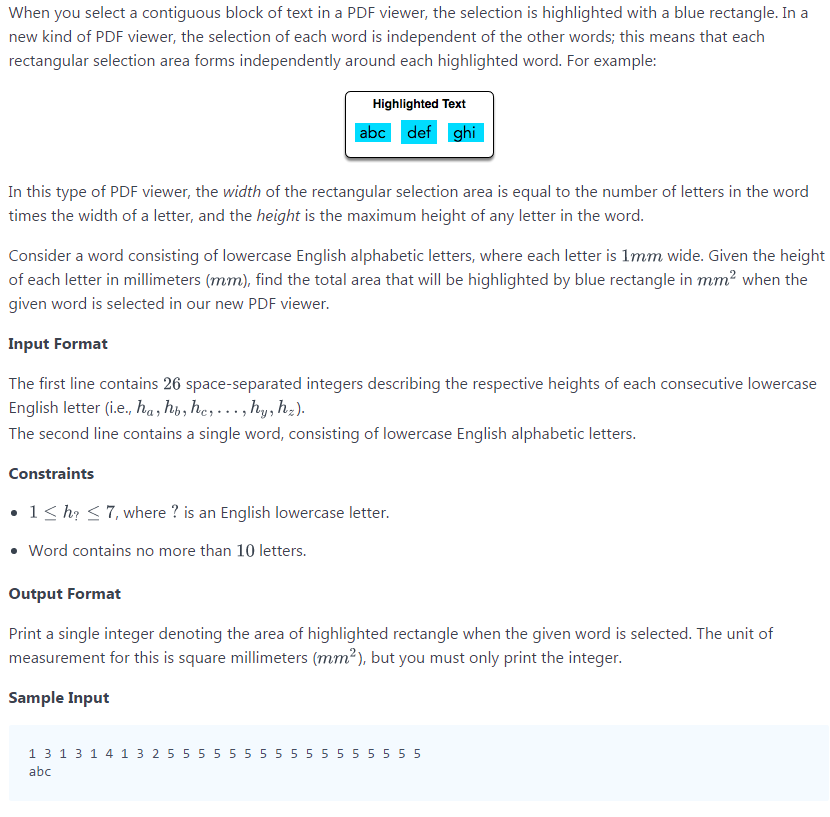 When you select a contiguous block of text in a PDF viewer, the selection is highlighted with a blue rectangle. In a
new kind of PDF viewer, the selection of each word is independent of the other words; this means that each
rectangular selection area forms independently around each highlighted word. For example:
Highlighted Text
abc def ghi
In this type of PDF viewer, the width of the rectangular selection area is equal to the number of letters in the word
times the width of a letter, and the height is the maximum height of any letter in the word.
Consider a word consisting of lowercase English alphabetic letters, where each letter is 1mm wide. Given the height
of each letter in millimeters (mm), find the total area that will be highlighted by blue rectangle in mm² when the
given word is selected in our new PDF viewer.
Input Format
The first line contains 26 space-separated integers describing the respective heights of each consecutive lowercase
English letter (i.e., hₐ, h_b, h_c, . . . , h_y, h_z).
The second line contains a single word, consisting of lowercase English alphabetic letters.
Constraints
• 1 ≤ h_? ≤ 7, where ? is an English lowercase letter.
• Word contains no more than 10 letters.
Output Format
Print a single integer denoting the area of highlighted rectangle when the given word is selected. The unit of
measurement for this is square millimeters (mm²), but you must only print the integer.
Sample Input
1 3 1 3 1 4 1 3 2 5 5 5 5 5 5 5 5 5 5 5 5 5 5 5 5 5
abc